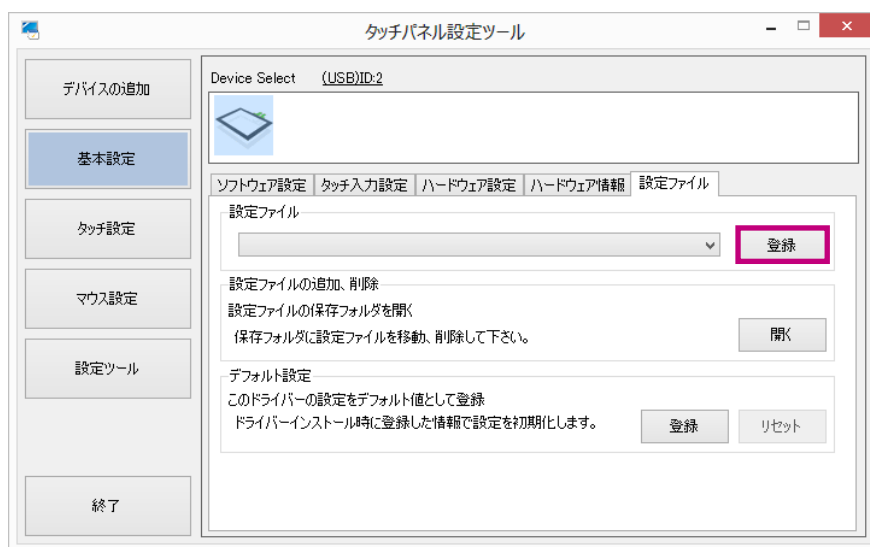 タッチパネル設定ツール
デバイスの追加
基本設定
タッチ設定
マウス設定
設定ツール
終了
Device Select (USB)ID:2
ソフトウェア設定 タッチ入力設定 ハードウェア設定 ハードウェア情報 設定ファイル
設定ファイル
登録
設定ファイルの追加、削除
設定ファイルの保存フォルダを開く
保存フォルダに設定ファイルを移動、削除して下さい。
開く
デフォルト設定
このドライバーの設定をデフォルト値として登録
ドライバーインストール時に登録した情報で設定を初期化します。
登録 リセット